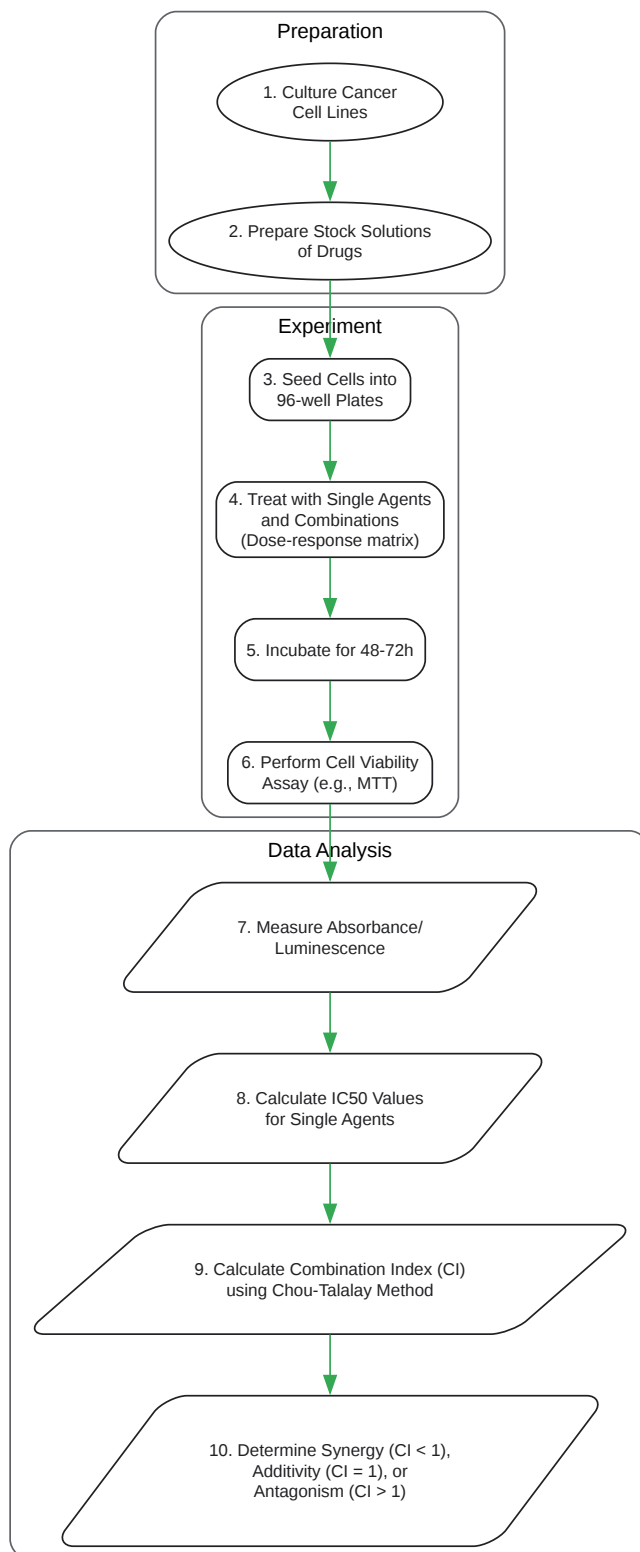 Preparation
1. Culture Cancer
Cell Lines
2. Prepare Stock Solutions
of Drugs
Experiment
3. Seed Cells into
96-well Plates
4. Treat with Single Agents
and Combinations
(Dose-response matrix)
5. Incubate for 48-72h
6. Perform Cell Viability
Assay (e.g., MTT)
Data Analysis
7. Measure Absorbance/
Luminescence
8. Calculate IC50 Values
for Single Agents
9. Calculate Combination Index (CI)
using Chou-Talalay Method
10. Determine Synergy (CI < 1),
Additivity (CI = 1), or
Antagonism (CI > 1)